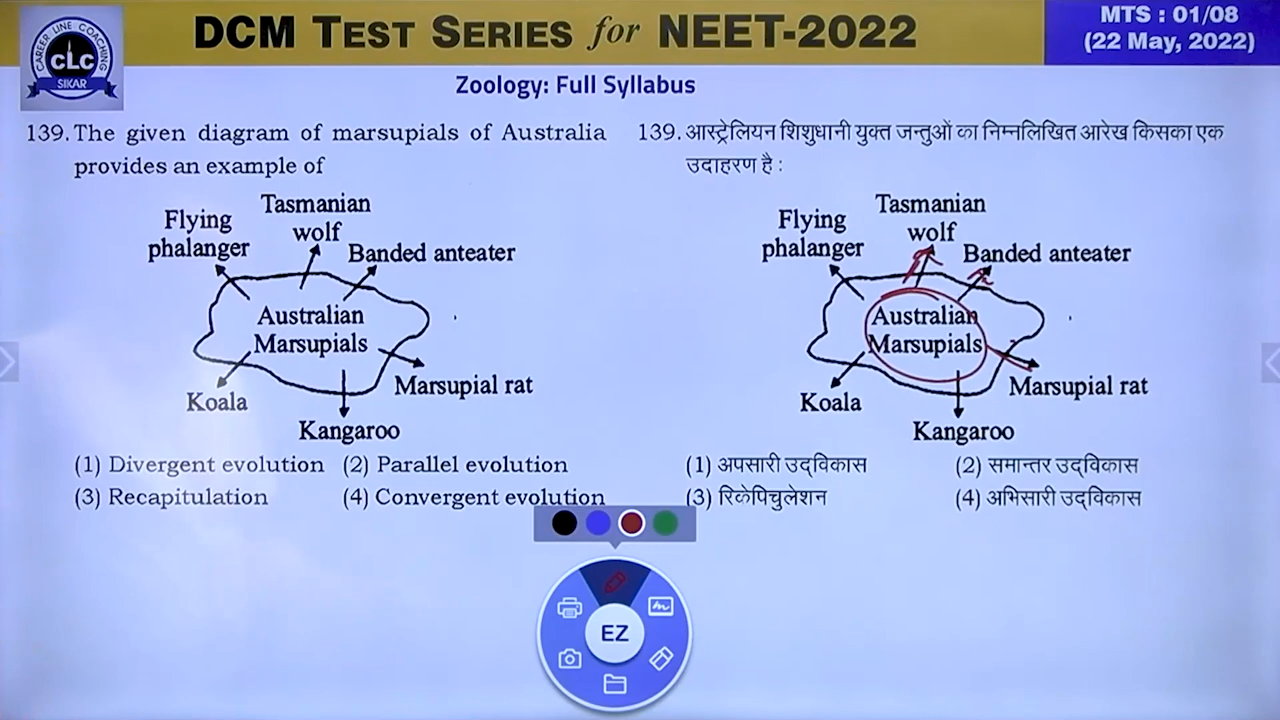 CAREER LINE COACHING
CLC
SIKAR
DCM TEST SERIES for NEET-2022
MTS : 01/08
(22 May, 2022)
Zoology: Full Syllabus
139. The given diagram of marsupials of Australia
provides an example of
Flying
phalanger
Tasmanian
wolf
Banded anteater
Australian
Marsupials
Marsupial rat
Koala
Kangaroo
(1) Divergent evolution (2) Parallel evolution
(3) Recapitulation (4) Convergent evolution
139. आस्ट्रेलियन शिशुधानी युक्त जन्तुओं का निम्नलिखित आरेख किसका एक
उदाहरण है :
Flying
phalanger
Tasmanian
wolf
Banded anteater
Australian
Marsupials
Marsupial rat
Koala
Kangaroo
(1) अपसारी उद्‌विकास (2) समान्तर उद्‌विकास
(3) रिकेपिचुलेशन (4) अभिसारी उद्‌विकास
EZ